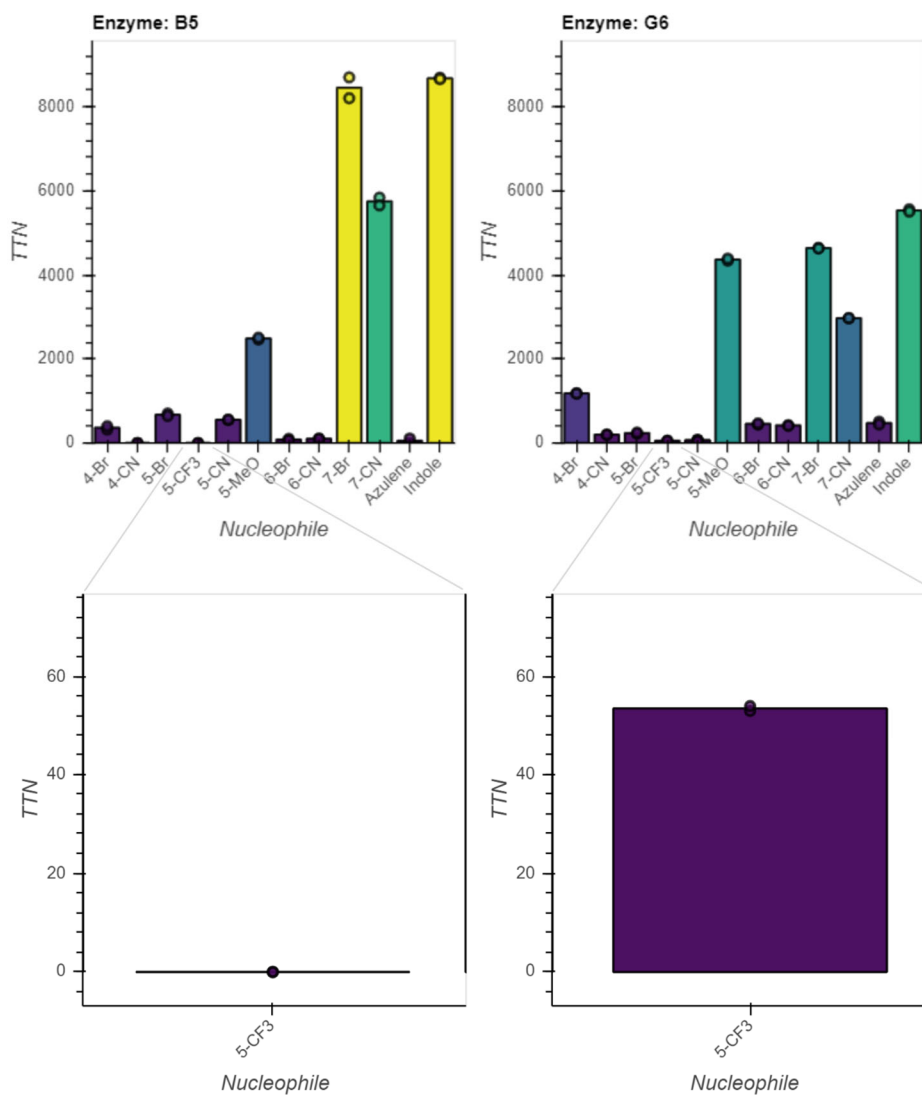 Enzyme: B5
TTN
8000
6000
4000
2000
0
4-Br
4-CN
5-Br
5-CF3
5-CN
5-MeO
6-Br
6-CN
7-Br
7-CN
Azulene
Indole
Nucleophile
Enzyme: G6
TTN
8000
6000
4000
2000
0
4-Br
4-CN
5-Br
5-CF3
5-CN
5-MeO
6-Br
6-CN
7-Br
7-CN
Azulene
Indole
Nucleophile
TTN
60
40
20
0
5-CF3
Nucleophile
TTN
60
40
20
0
5-CF3
Nucleophile